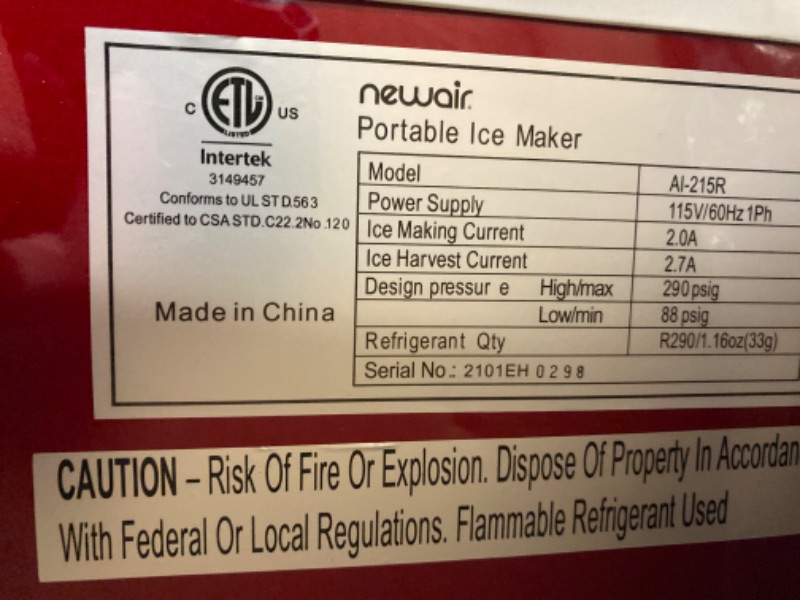 C ETL US
LISTED
Intertek
3149457
Conforms to UL STD.563
Certified to CSA STD.C22.2No.120
Made in China
newair.
Portable Ice Maker
Model AI-215R
Power Supply 115V/60Hz 1Ph
Ice Making Current 2.0A
Ice Harvest Current 2.7A
Design pressur e High/max 290 psig
Low/min 88 psig
Refrigerant Qty R290/1.16oz(33g)
Serial No.: 2101EH 0298
CAUTION – Risk Of Fire Or Explosion. Dispose Of Property In Accordan
With Federal Or Local Regulations. Flammable Refrigerant Used